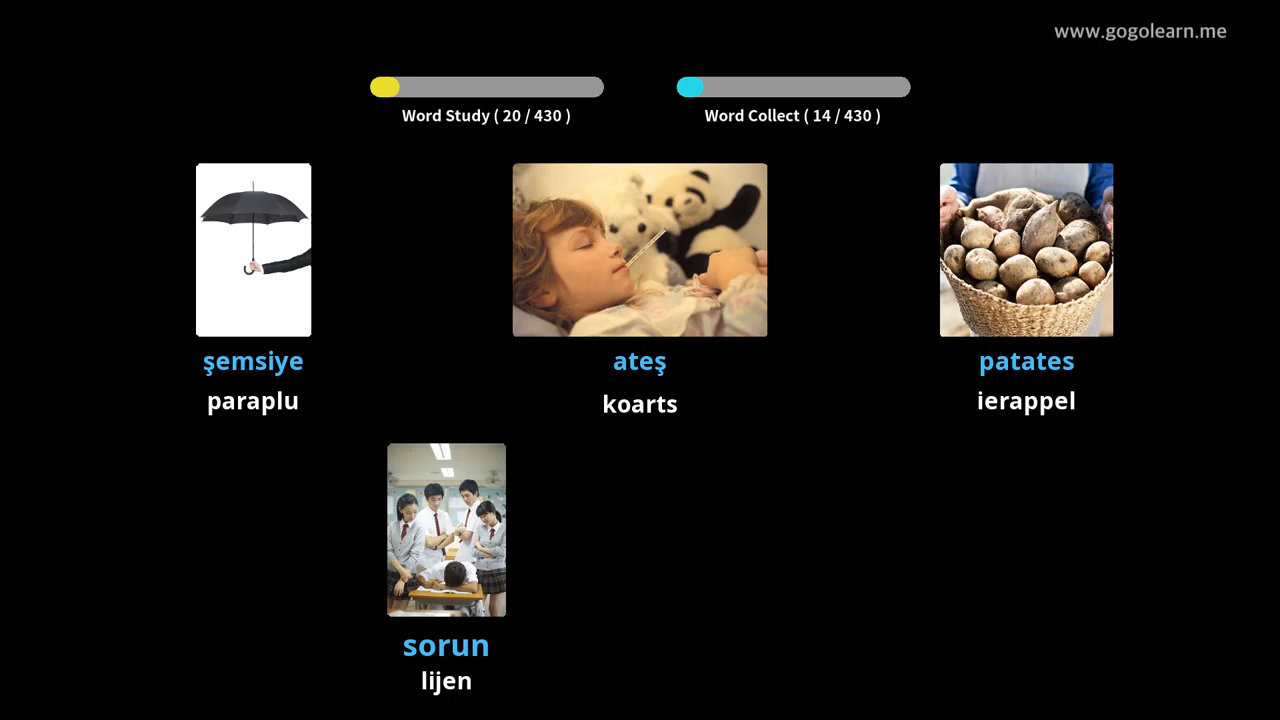 www.gogolearn.me
Word Study ( 20 / 430 )
Word Collect ( 14 / 430 )
şemsiye
paraplu
ateş
koarts
patates
ierappel
sorun
lijen